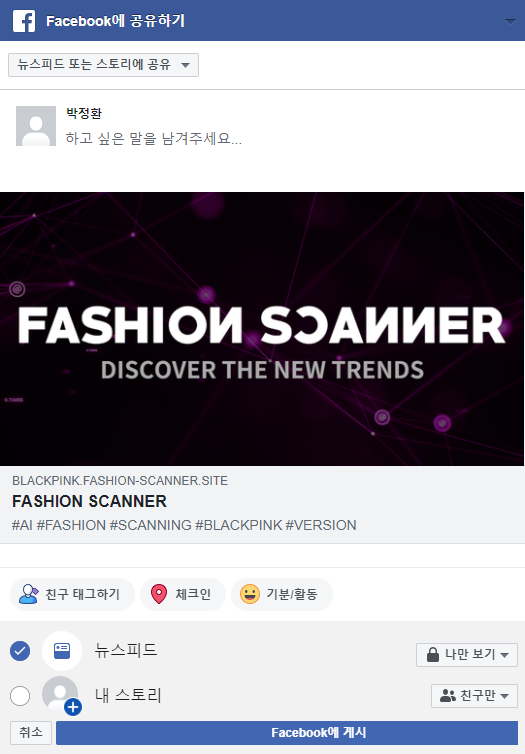 Facebook에 공유하기
뉴스피드 또는 스토리에 공유
박정환
하고 싶은 말을 남겨주세요...
FASHION SCANNER
DISCOVER THE NEW TRENDS
BLACKPINK.FASHION-SCANNER.SITE
FASHION SCANNER
#AI #FASHION #SCANNING #BLACKPINK #VERSION
친구 태그하기 체크인 기분/활동
뉴스피드 나만 보기
내 스토리 친구만
취소 Facebook에 게시